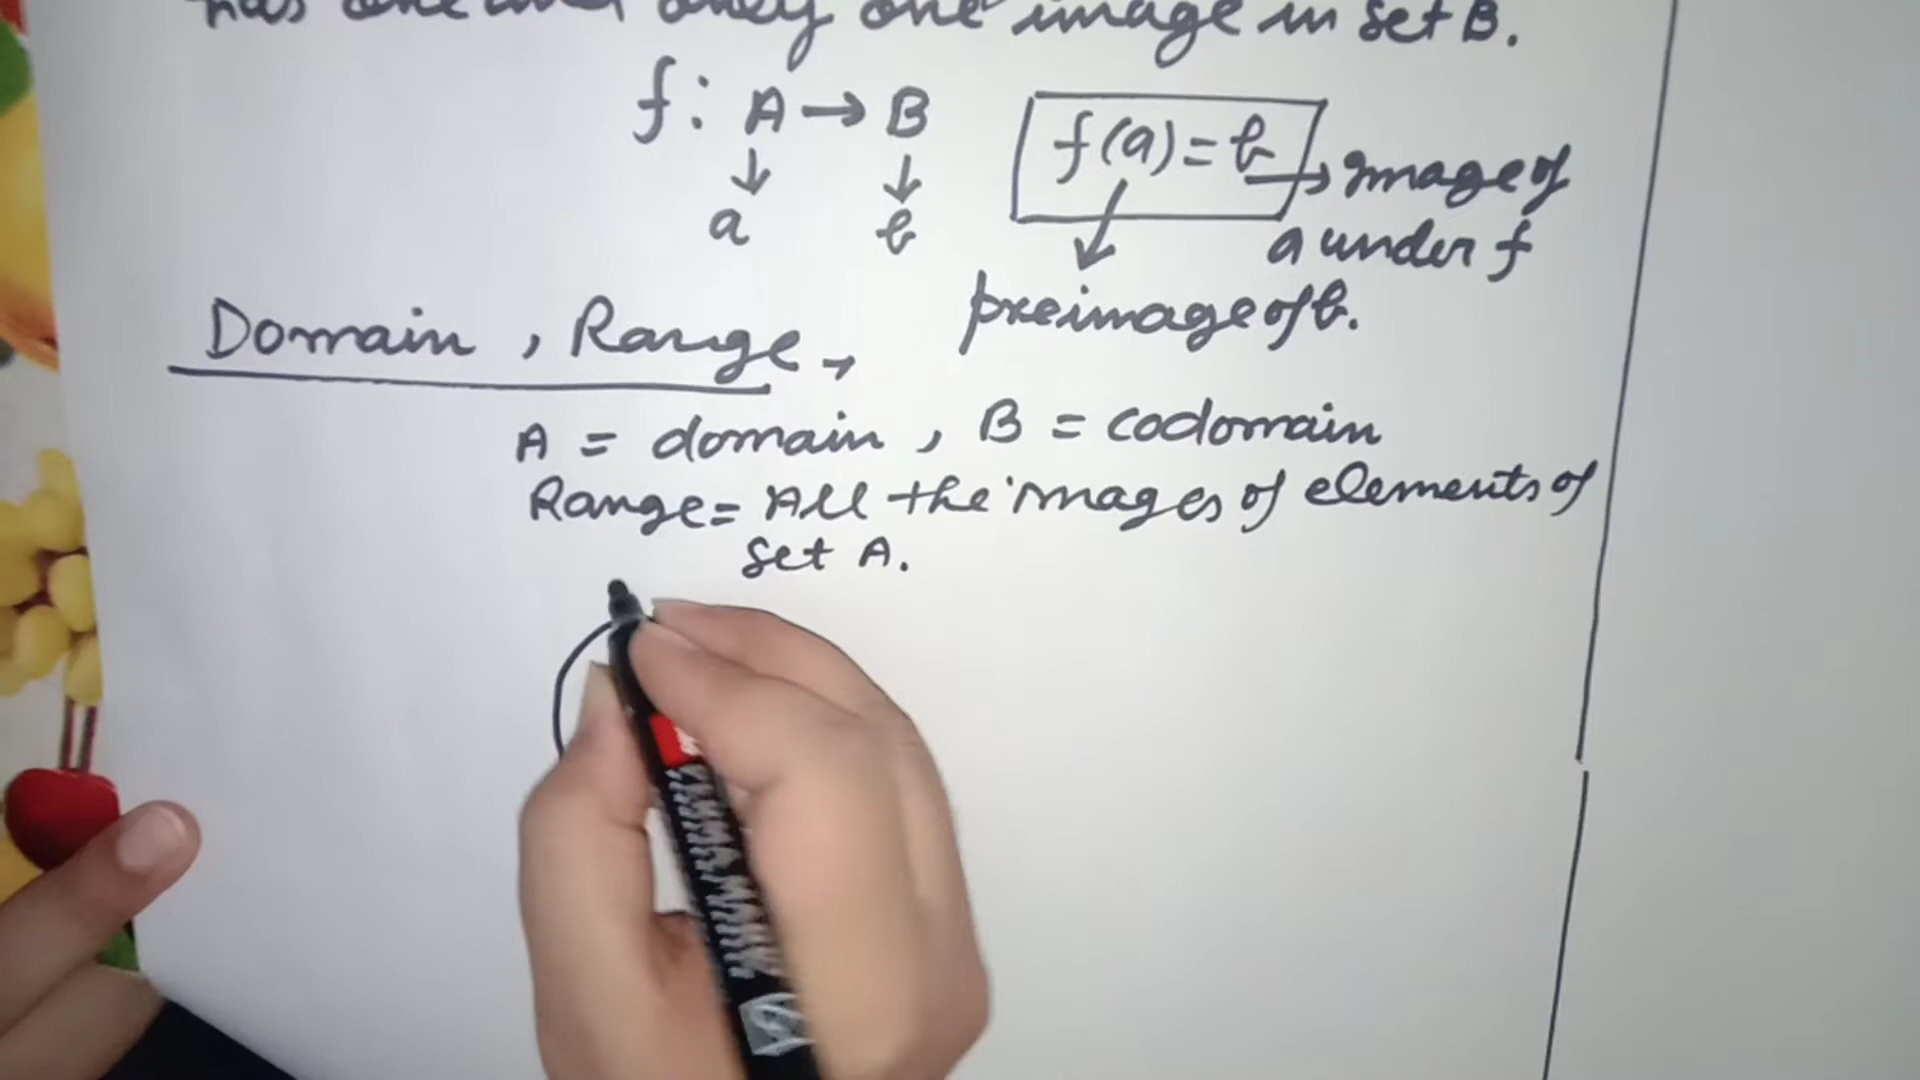 has one and only one image in set B.
f: A → B
↓ ↓
a b
f(a) = b → Image of
a under f
preimage of b.
Domain, Range →
A = domain, B = codomain
Range = All the images of elements of
Set A.